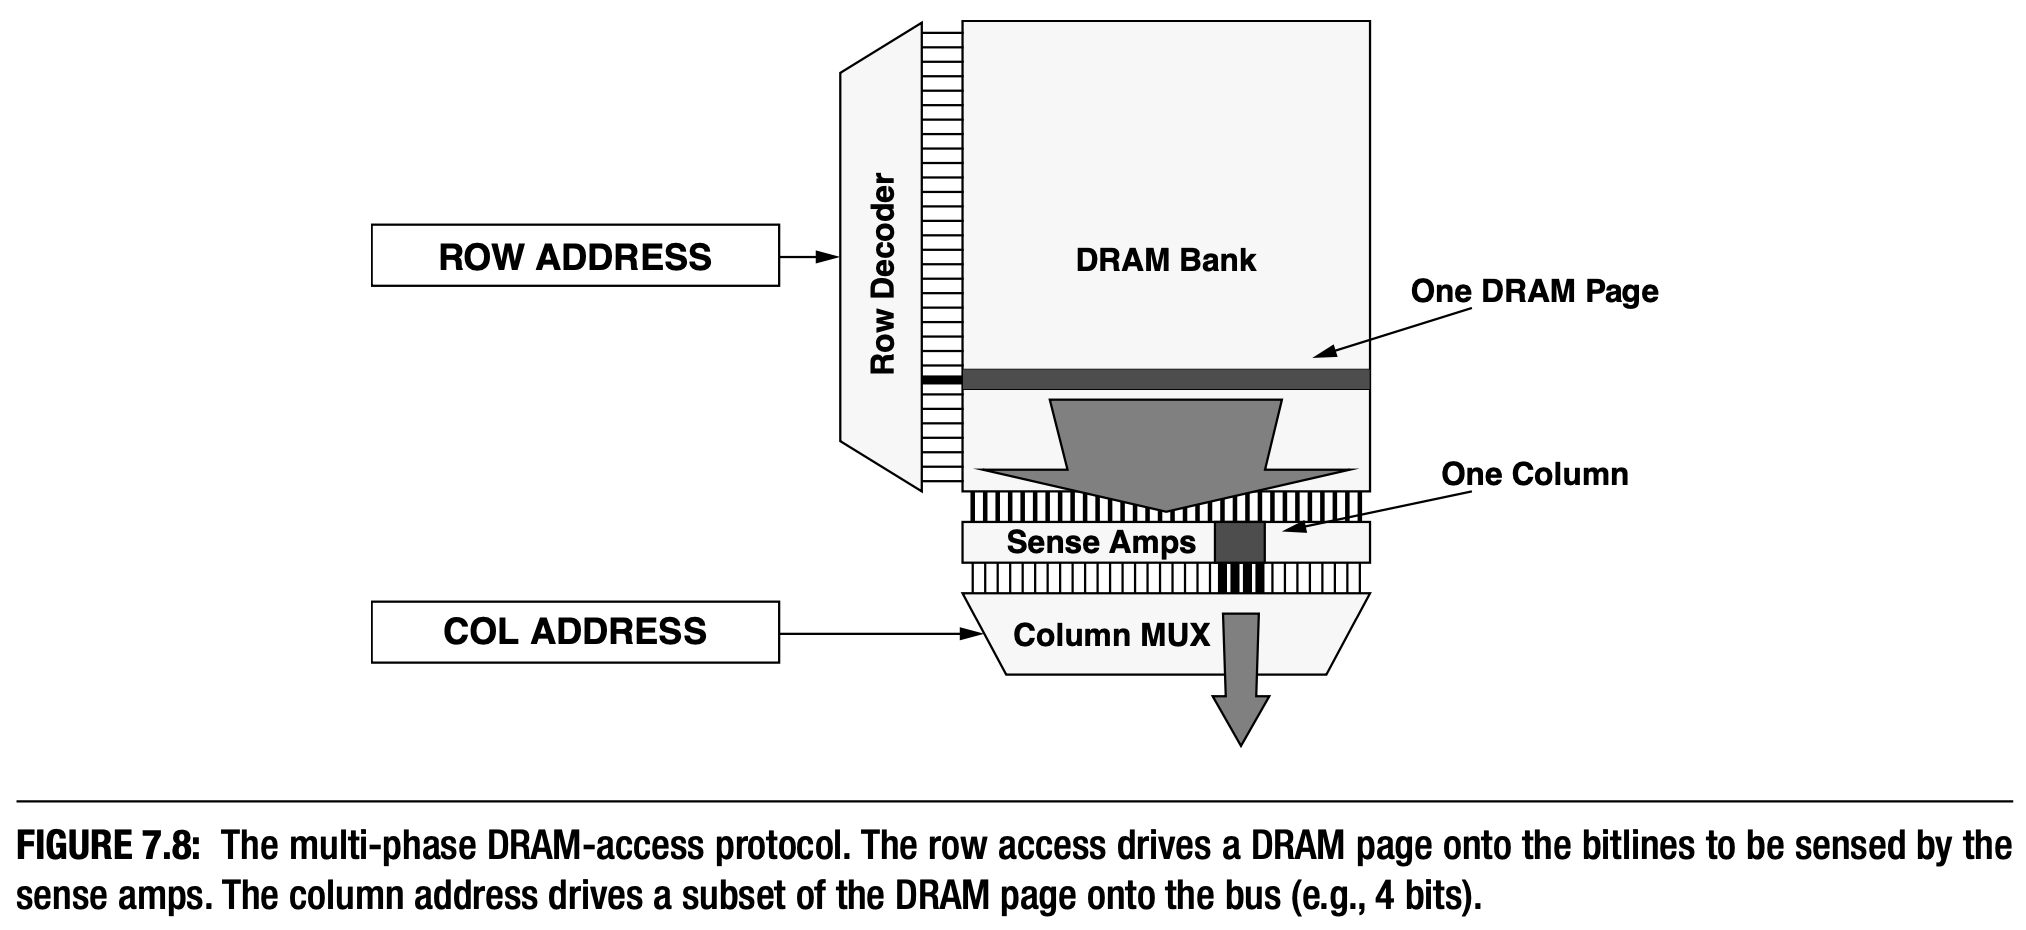 Row Decoder
ROW ADDRESS
DRAM Bank
One DRAM Page
One Column
Sense Amps
COL ADDRESS
Column MUX
FIGURE 7.8: The multi-phase DRAM-access protocol. The row access drives a DRAM page onto the bitlines to be sensed by the
sense amps. The column address drives a subset of the DRAM page onto the bus (e.g., 4 bits).